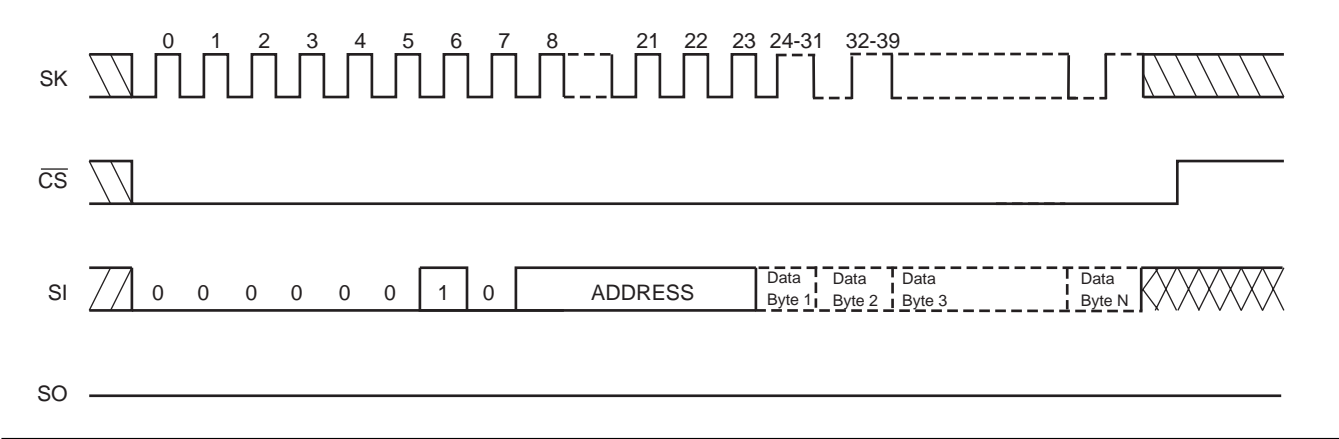 0 1 2 3 4 5 6 7 8 21 22 23 24-31 32-39
SK
CS
SI 0 0 0 0 0 0 1 0 ADDRESS
Data Byte 1
Data Byte 2
Data Byte 3
Data Byte N
SO